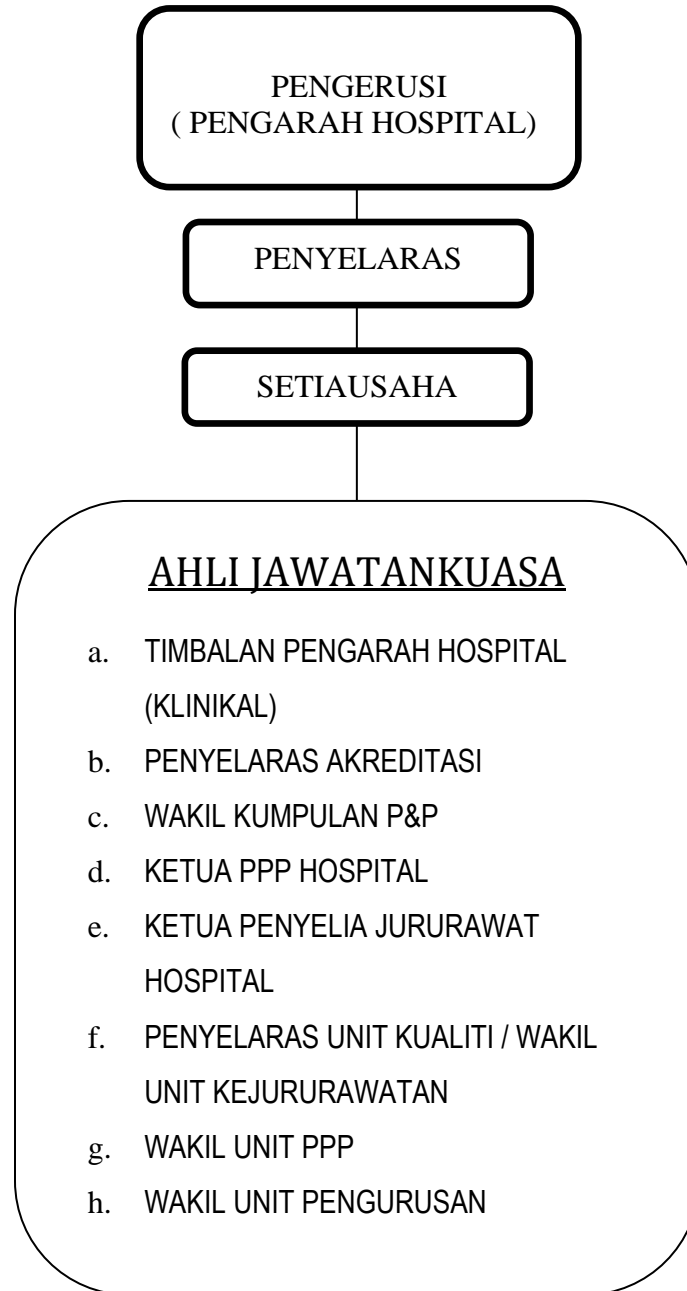 PENGERUSI
( PENGARAH HOSPITAL)
PENYELARAS
SETIAUSAHA
AHLI JAWATANKUASA
a. TIMBALAN PENGARAH HOSPITAL
(KLINIKAL)
b. PENYELARAS AKREDITASI
c. WAKIL KUMPULAN P&P
d. KETUA PPP HOSPITAL
e. KETUA PENYELIA JURURAWAT
HOSPITAL
f. PENYELARAS UNIT KUALITI / WAKIL
UNIT KEJURURAWATAN
g. WAKIL UNIT PPP
h. WAKIL UNIT PENGURUSAN